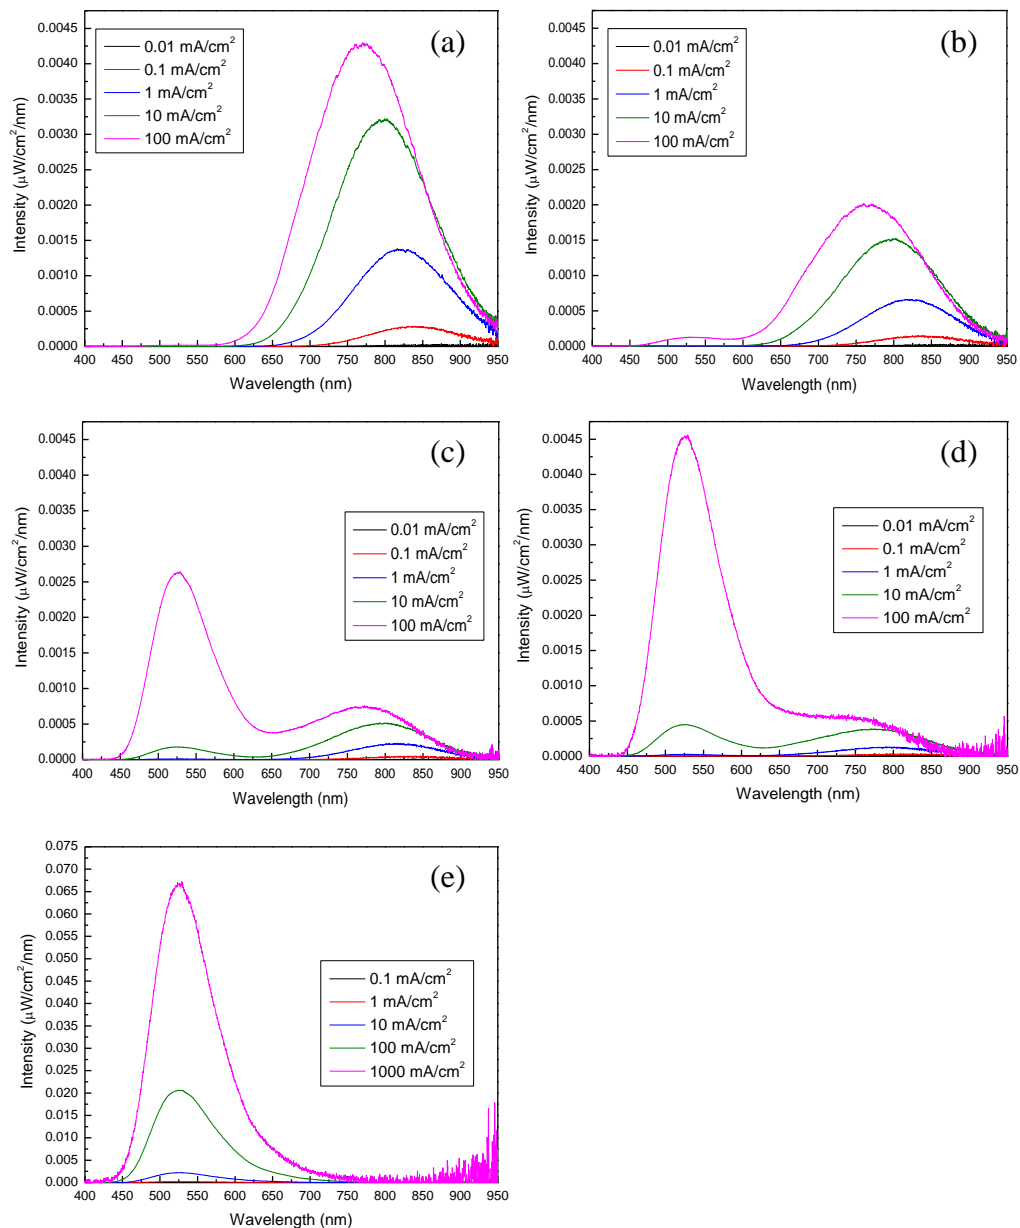 (a)
0.01 mA/cm²
0.1 mA/cm²
1 mA/cm²
10 mA/cm²
100 mA/cm²
Intensity (μW/cm²/nm)
0.0045
0.0040
0.0035
0.0030
0.0025
0.0020
0.0015
0.0010
0.0005
0.0000
400 450 500 550 600 650 700 750 800 850 900 950
Wavelength (nm)
(b)
0.01 mA/cm²
0.1 mA/cm²
1 mA/cm²
10 mA/cm²
100 mA/cm²
Intensity (μW/cm²/nm)
0.0045
0.0040
0.0035
0.0030
0.0025
0.0020
0.0015
0.0010
0.0005
0.0000
400 450 500 550 600 650 700 750 800 850 900 950
Wavelength (nm)
(c)
0.01 mA/cm²
0.1 mA/cm²
1 mA/cm²
10 mA/cm²
100 mA/cm²
Intensity (μW/cm²/nm)
0.0045
0.0040
0.0035
0.0030
0.0025
0.0020
0.0015
0.0010
0.0005
0.0000
400 450 500 550 600 650 700 750 800 850 900 950
Wavelength (nm)
(d)
0.01 mA/cm²
0.1 mA/cm²
1 mA/cm²
10 mA/cm²
100 mA/cm²
Intensity (μW/cm²/nm)
0.0045
0.0040
0.0035
0.0030
0.0025
0.0020
0.0015
0.0010
0.0005
0.0000
400 450 500 550 600 650 700 750 800 850 900 950
Wavelength (nm)
(e)
0.1 mA/cm²
1 mA/cm²
10 mA/cm²
100 mA/cm²
1000 mA/cm²
Intensity (μW/cm²/nm)
0.075
0.070
0.065
0.060
0.055
0.050
0.045
0.040
0.035
0.030
0.025
0.020
0.015
0.010
0.005
0.000
400 450 500 550 600 650 700 750 800 850 900 950
Wavelength (nm)